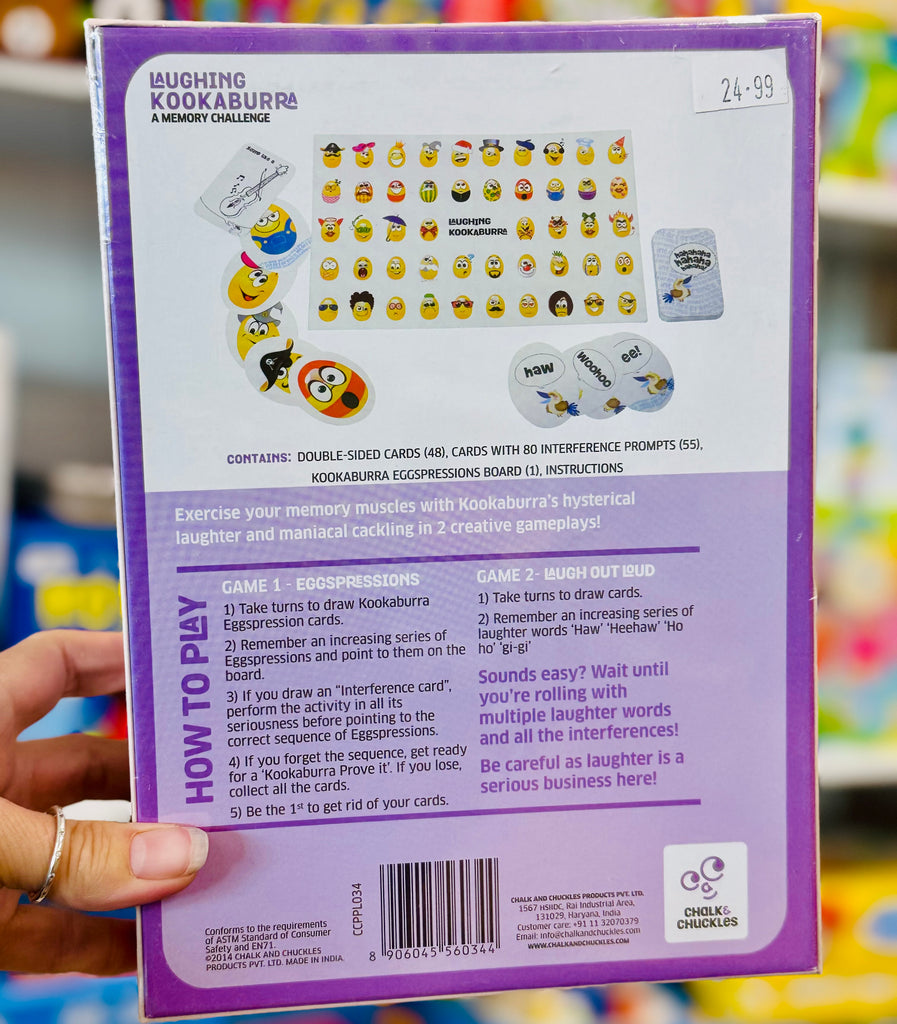 LAUGHING
KOOKABURRA
A MEMORY CHALLENGE
24.99
LAUGHING
KOOKABURRA
hahahaha
hahaha
hahaha!
haw
woohoo
ee!
CONTAINS: DOUBLE-SIDED CARDS (48), CARDS WITH 80 INTERFERENCE PROMPTS (55),
KOOKABURRA EGGSPRESSIONS BOARD (1), INSTRUCTIONS
Exercise your memory muscles with Kookaburra's hysterical
laughter and maniacal cackling in 2 creative gameplays!
HOW TO PLAY
GAME 1 - EGGSPRESSIONS
1) Take turns to draw Kookaburra
Eggspression cards.
2) Remember an increasing series of
Eggspressions and point to them on the
board.
3) If you draw an "Interference card",
perform the activity in all its
seriousness before pointing to the
correct sequence of Eggspressions.
4) If you forget the sequence, get ready
for a 'Kookaburra Prove it'. If you lose,
collect all the cards.
5) Be the 1st to get rid of your cards.
GAME 2- LAUGH OUT LOUD
1) Take turns to draw cards.
2) Remember an increasing series of
laughter words 'Haw' 'Heehaw' 'Ho
ho' 'gi-gi'
Sounds easy? Wait until
you're rolling with
multiple laughter words
and all the interferences!
Be careful as laughter is a
serious business here!
Conforms to the requirements
of ASTM Standard of Consumer
Safety and EN71.
©2014 CHALK AND CHUCKLES
PRODUCTS PVT. LTD. MADE IN INDIA.
CCPPL034
8 906045 560344
CHALK AND CHUCKLES PRODUCTS PVT. LTD.
1567 HSIIDC, Rai Industrial Area,
131029, Haryana, India
Customer care: +91 11 32070379
Email: info@chalkandchuckles.com
WWW.CHALKANDCHUCKLES.COM
CHALK&
CHUCKLES